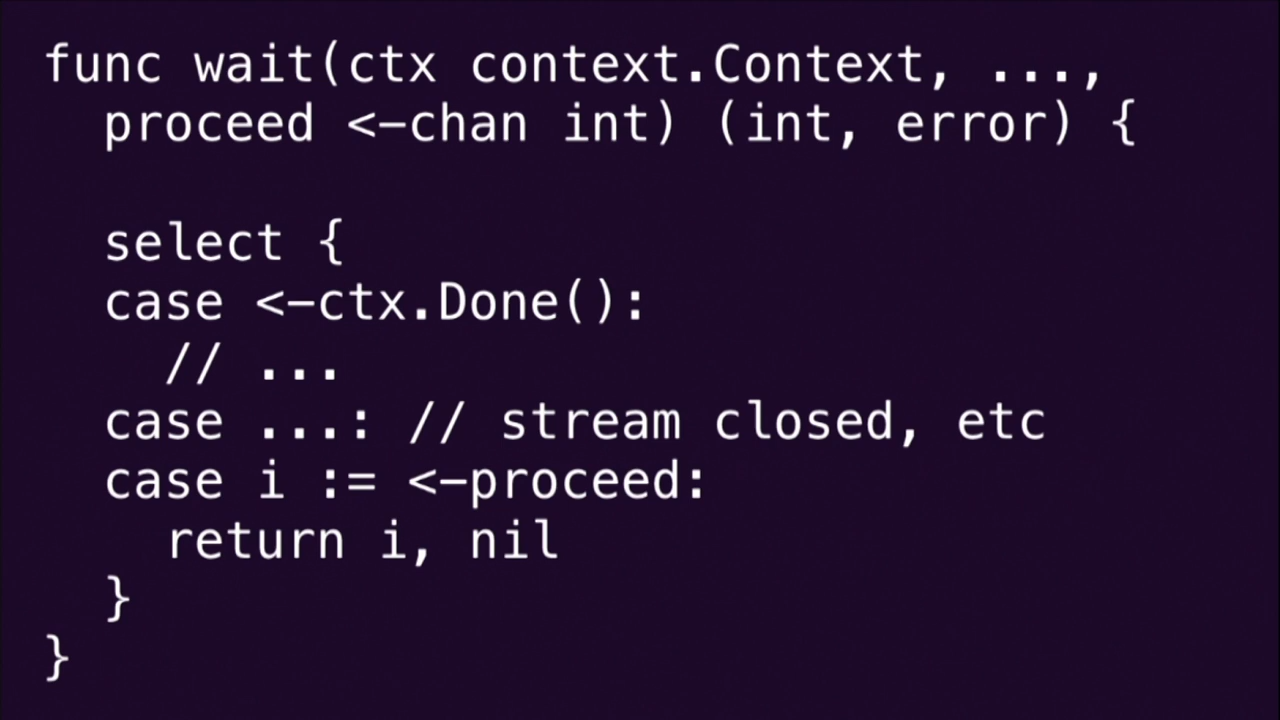 func wait(ctx context.Context, ...,
  proceed <-chan int) (int, error) {

  select {
  case <-ctx.Done():
    // ...
  case ...: // stream closed, etc
  case i := <-proceed:
    return i, nil
  }
}